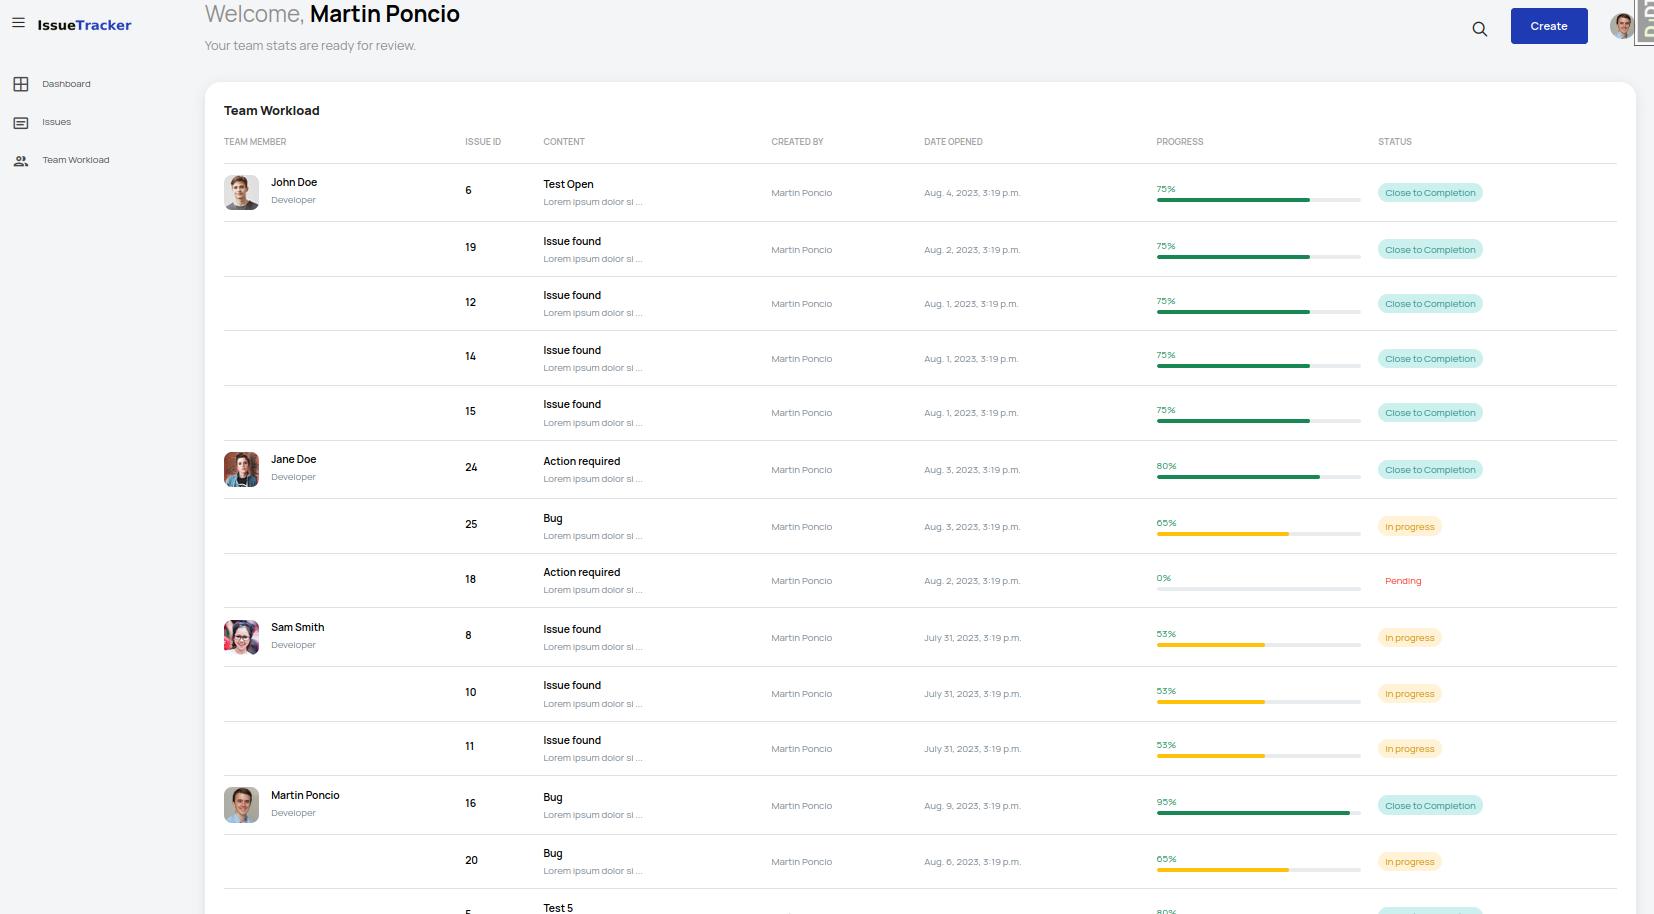 IssueTracker
Welcome, Martin Poncio
Your team stats are ready for review.
Create
Dashboard
Issues
Team Workload
Team Workload
TEAM MEMBER ISSUE ID CONTENT CREATED BY DATE OPENED PROGRESS STATUS
John Doe
Developer
6
Test Open
Lorem ipsum dolor si ...
Martin Poncio
Aug. 4, 2023, 3:19 p.m.
75%
Close to Completion
19
Issue found
Lorem ipsum dolor si ...
Martin Poncio
Aug. 2, 2023, 3:19 p.m.
75%
Close to Completion
12
Issue found
Lorem ipsum dolor si ...
Martin Poncio
Aug. 1, 2023, 3:19 p.m.
75%
Close to Completion
14
Issue found
Lorem ipsum dolor si ...
Martin Poncio
Aug. 1, 2023, 3:19 p.m.
75%
Close to Completion
15
Issue found
Lorem ipsum dolor si ...
Martin Poncio
Aug. 1, 2023, 3:19 p.m.
75%
Close to Completion
Jane Doe
Developer
24
Action required
Lorem ipsum dolor si ...
Martin Poncio
Aug. 3, 2023, 3:19 p.m.
80%
Close to Completion
25
Bug
Lorem ipsum dolor si ...
Martin Poncio
Aug. 3, 2023, 3:19 p.m.
65%
In progress
18
Action required
Lorem ipsum dolor si ...
Martin Poncio
Aug. 2, 2023, 3:19 p.m.
0%
Pending
Sam Smith
Developer
8
Issue found
Lorem ipsum dolor si ...
Martin Poncio
July 31, 2023, 3:19 p.m.
53%
In progress
10
Issue found
Lorem ipsum dolor si ...
Martin Poncio
July 31, 2023, 3:19 p.m.
53%
In progress
11
Issue found
Lorem ipsum dolor si ...
Martin Poncio
July 31, 2023, 3:19 p.m.
53%
In progress
Martin Poncio
Developer
16
Bug
Lorem ipsum dolor si ...
Martin Poncio
Aug. 9, 2023, 3:19 p.m.
95%
Close to Completion
20
Bug
Lorem ipsum dolor si ...
Martin Poncio
Aug. 6, 2023, 3:19 p.m.
65%
In progress
5
Test 5
80%